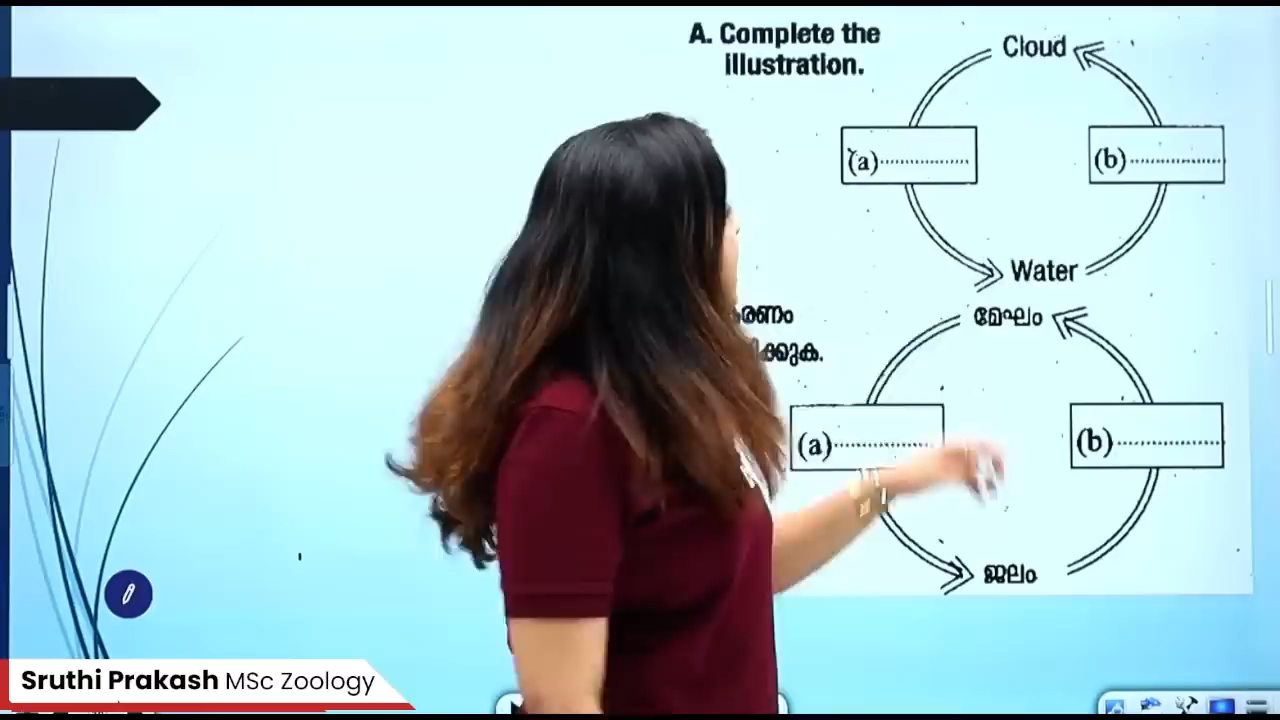 A. Complete the
illustration.
Cloud
(a)..................
(b)..................
Water
മേഘം
(a)..................
(b)..................
ജലം
Sruthi Prakash MSc Zoology